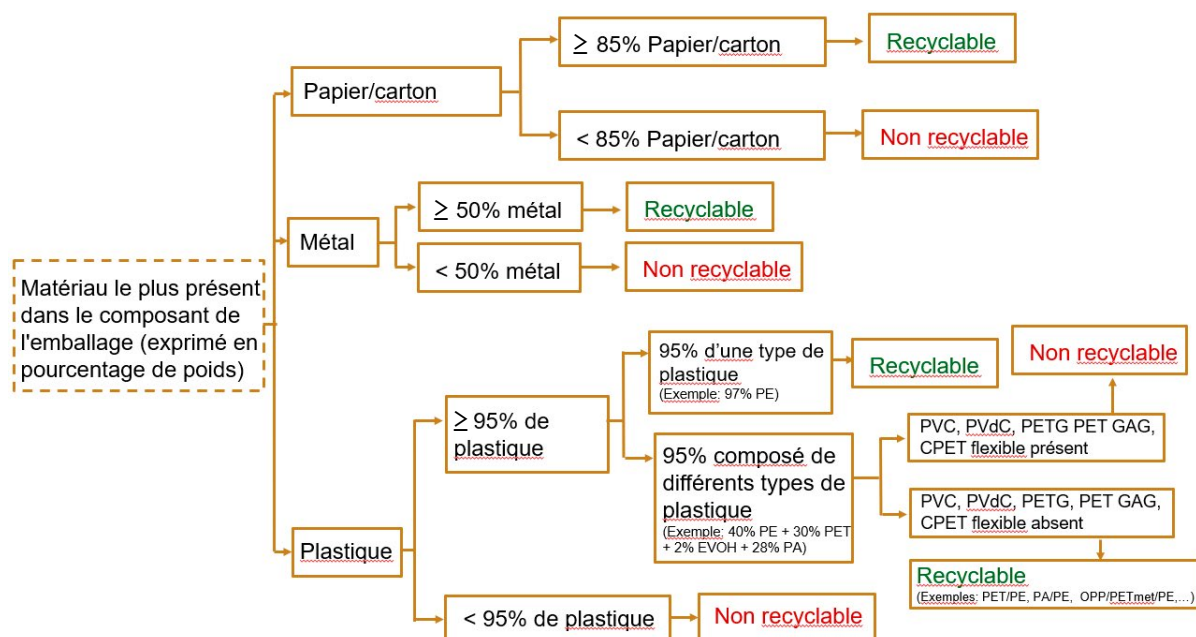 Matériau le plus présent
dans le composant de
l'emballage (exprimé en
pourcentage de poids)
Papier/carton
≥ 85% Papier/carton
Recyclable
< 85% Papier/carton
Non recyclable
Métal
≥ 50% métal
Recyclable
< 50% métal
Non recyclable
Plastique
≥ 95% de
plastique
95% d'une type de
plastique
(Exemple: 97% PE)
Recyclable
95% composé de
différents types de
plastique
(Exemple: 40% PE + 30% PET
+ 2% EVOH + 28% PA)
PVC, PVdC, PETG PET GAG,
CPET flexible présent
Non recyclable
PVC, PVdC, PETG, PET GAG,
CPET flexible absent
Recyclable
(Exemples: PET/PE, PA/PE, OPP/PETmet/PE,...)
< 95% de plastique
Non recyclable